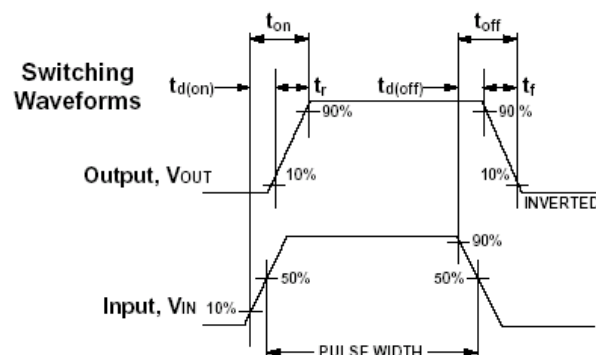 ton
toff
Switching
Waveforms
td(on)
tr
td(off)
tf
90%
90%
Output, VOUT
10%
10%
INVERTED
90%
50%
50%
Input, VIN
10%
PULSE WIDTH